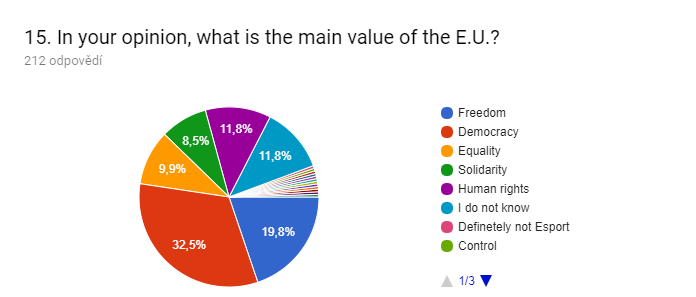 15. In your opinion, what is the main value of the E.U.?
212 odpovědí
11,8%
8,5%
11,8%
9,9%
32,5%
19,8%
Freedom
Democracy
Equality
Solidarity
Human rights
I do not know
Definetely not Esport
Control
1/3